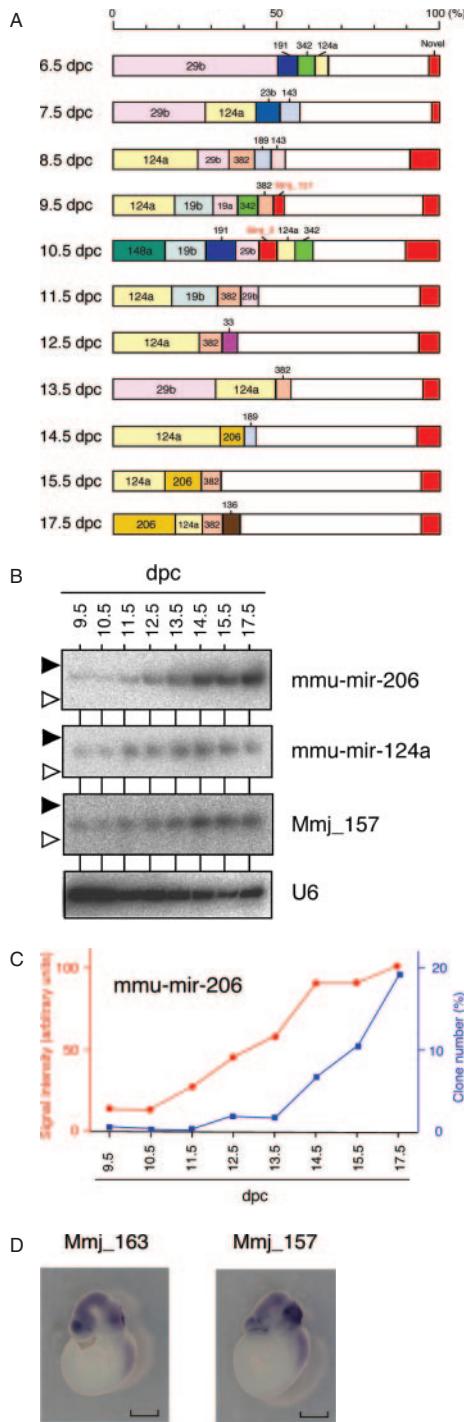 A
0 50 100 (%)
191 342 124a Novel
6.5 dpc 29b
23b 143
7.5 dpc 29b 124a
189 143
8.5 dpc 124a 29b 382
382
9.5 dpc 124a 19b 19a 342
191 124a 342
10.5 dpc 148a 19b 29b
11.5 dpc 124a 19b 382 29b
33
12.5 dpc 124a 382
382
13.5 dpc 29b 124a
189
14.5 dpc 124a 206
15.5 dpc 124a 206 382
136
17.5 dpc 206 124a 382
B
dpc
9.5 10.5 11.5 12.5 13.5 14.5 15.5 17.5
mmu-mir-206
mmu-mir-124a
Mmj_157
U6
C
mmu-mir-206
Signal intensity (arbitrary units)
100
50
0
Clone number (%)
20
10
0
9.5 10.5 11.5 12.5 13.5 14.5 15.5 17.5
dpc
D
Mmj_163 Mmj_157